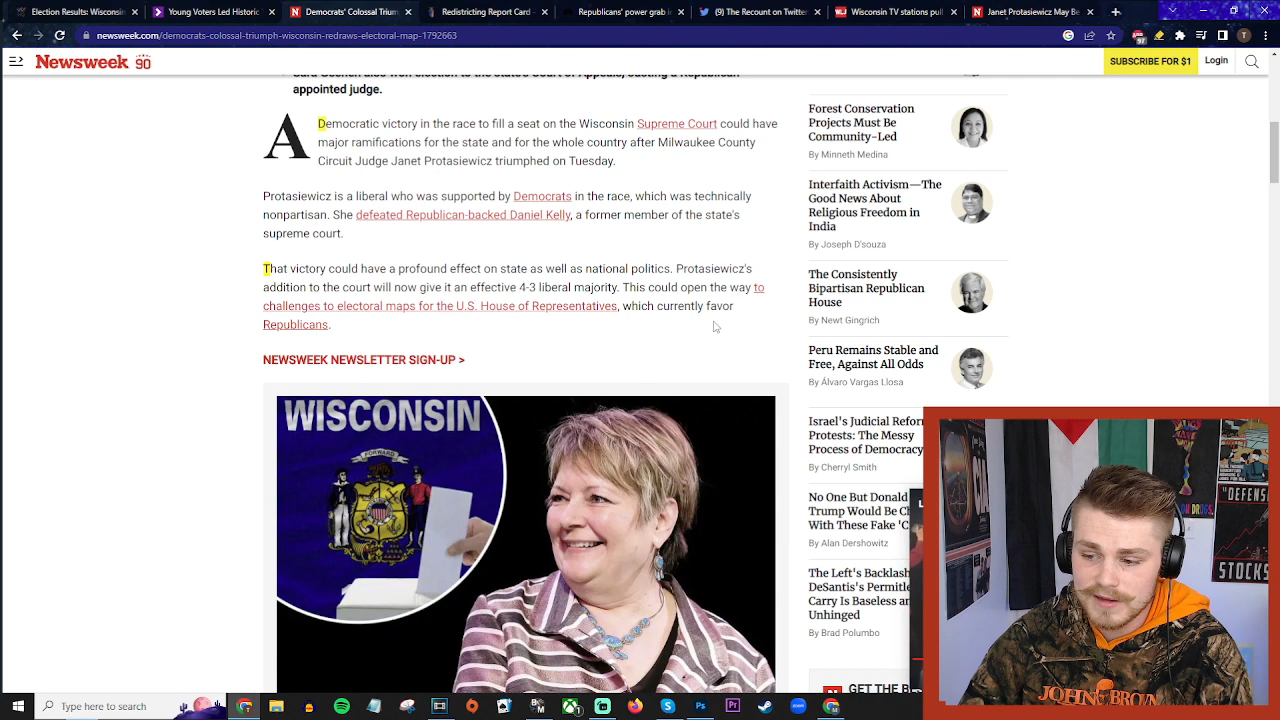 Election Results: Wisconsin
Young Voters Led Historic
Democrats' Colossal Trium
Redistricting Report Card -
Republicans' power grab in
(9) The Recount on Twitter
Wisconsin TV stations pull
Janet Protasiewicz May Be
newsweek.com/democrats-colossal-triumph-wisconsin-redraws-electoral-map-1792663
Newsweek 90
SUBSCRIBE FOR $1
Login
appointed judge.
A Democratic victory in the race to fill a seat on the Wisconsin Supreme Court could have
major ramifications for the state and for the whole country after Milwaukee County
Circuit Judge Janet Protasiewicz triumphed on Tuesday.
Protasiewicz is a liberal who was supported by Democrats in the race, which was technically
nonpartisan. She defeated Republican-backed Daniel Kelly, a former member of the state's
supreme court.
That victory could have a profound effect on state as well as national politics. Protasiewicz's
addition to the court will now give it an effective 4-3 liberal majority. This could open the way to
challenges to electoral maps for the U.S. House of Representatives, which currently favor
Republicans.
NEWSWEEK NEWSLETTER SIGN-UP >
WISCONSIN
FORWARD
Forest Conservation
Projects Must Be
Community-Led
By Minneth Medina
Interfaith Activism—The
Good News About
Religious Freedom in
India
By Joseph D'souza
The Consistently
Bipartisan Republican
House
By Newt Gingrich
Peru Remains Stable and
Free, Against All Odds
By Álvaro Vargas Llosa
Israel's Judicial Refor
Protests: The Messy
Process of Democracy
By Cherryl Smith
No One But Donald
Trump Would Be C
With These Fake 'C
By Alan Dershowitz
The Left's Backlash
DeSantis's Permitle
Carry Is Baseless an
Unhinged
By Brad Polumbo
GET THE B
"DEFENS
STOCKS
JOHN BROWN
Type here to search